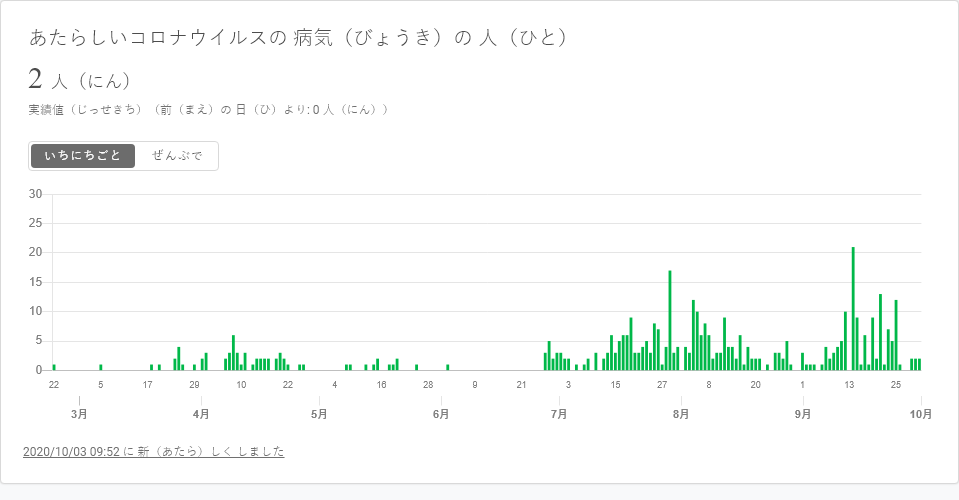 あたらしいコロナウイルスの 病気（びょうき）の 人（ひと）
2 人（にん）
実績値（じっせきち）（前（まえ）の 日（ひ）より: 0 人（にん））
いちにちごと ぜんぶで
30
25
20
15
10
5
0
22 5 17 29 10 22 4 16 28 9 21 3 15 27 8 20 1 13 25
3月 4月 5月 6月 7月 8月 9月 10月
2020/10/03 09:52 に 新（あたら）しく しました